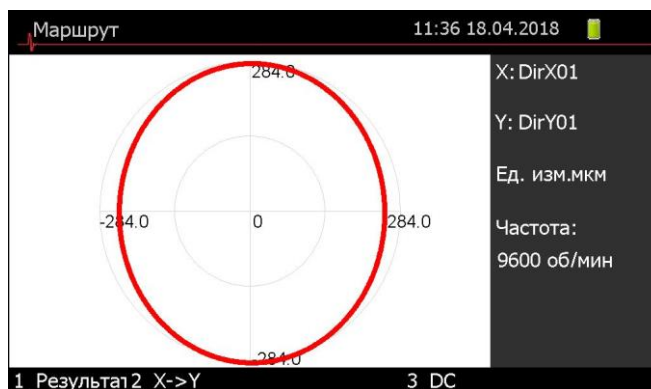 Маршрут 11:36 18.04.2018
284.0
X: DirX01
Y: DirY01
Ед. изм.мкм
-284.0 0 284.0
Частота:
9600 об/мин
-284.0
1 Результат 2 X->Y 3 DC